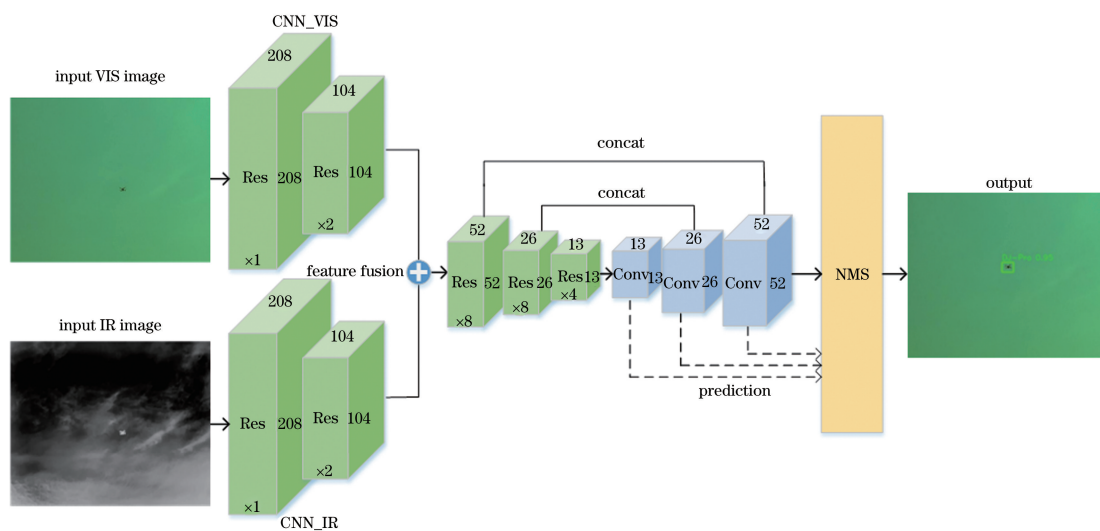 CNN_VIS
input VIS image
208
Res
208
×1
104
Res
104
×2
input IR image
208
Res
208
×1
104
Res
104
×2
CNN_IR
feature fusion
52
Res
52
×8
26
Res
26
×8
13
Res
13
×4
concat
concat
13
Conv
13
26
Conv
26
52
Conv
52
prediction
NMS
output